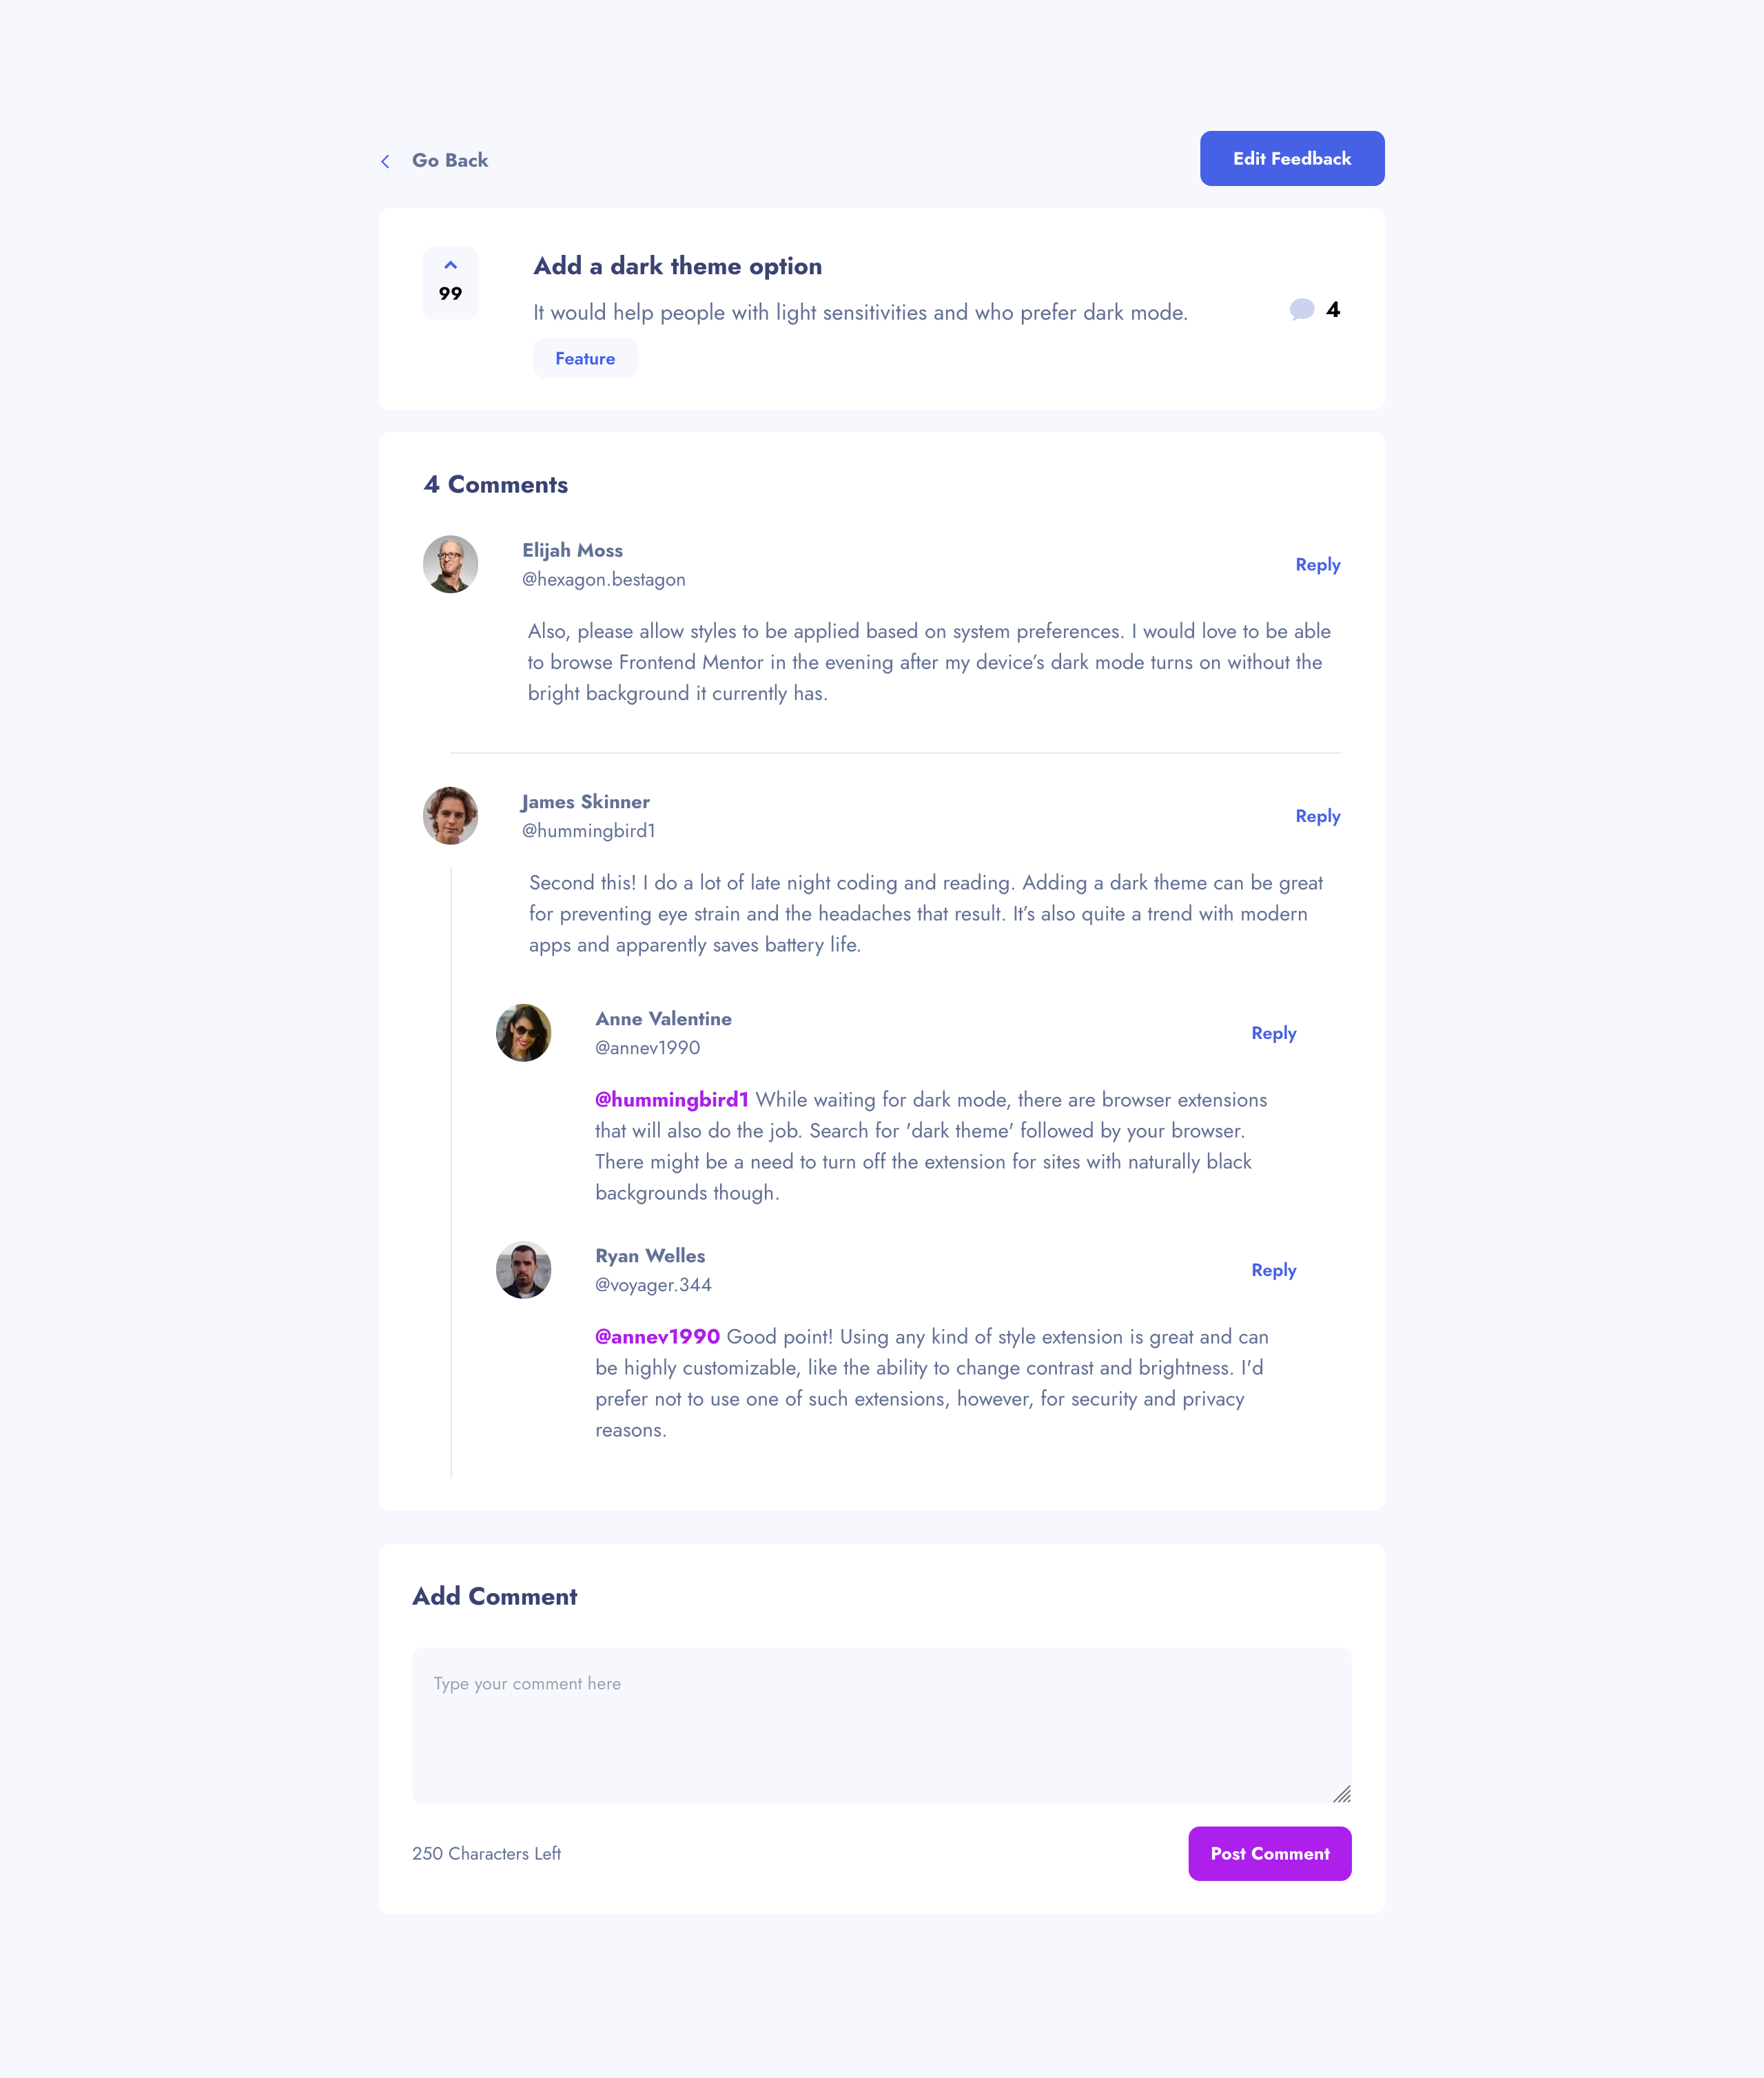 Go Back
Edit Feedback
99
Add a dark theme option
It would help people with light sensitivities and who prefer dark mode.
Feature
4
4 Comments
Elijah Moss
@hexagon.bestagon
Reply
Also, please allow styles to be applied based on system preferences. I would love to be able
to browse Frontend Mentor in the evening after my device’s dark mode turns on without the
bright background it currently has.
James Skinner
@hummingbird1
Reply
Second this! I do a lot of late night coding and reading. Adding a dark theme can be great
for preventing eye strain and the headaches that result. It’s also quite a trend with modern
apps and apparently saves battery life.
Anne Valentine
@annev1990
Reply
@hummingbird1 While waiting for dark mode, there are browser extensions
that will also do the job. Search for 'dark theme' followed by your browser.
There might be a need to turn off the extension for sites with naturally black
backgrounds though.
Ryan Welles
@voyager.344
Reply
@annev1990 Good point! Using any kind of style extension is great and can
be highly customizable, like the ability to change contrast and brightness. I'd
prefer not to use one of such extensions, however, for security and privacy
reasons.
Add Comment
Type your comment here
250 Characters Left
Post Comment